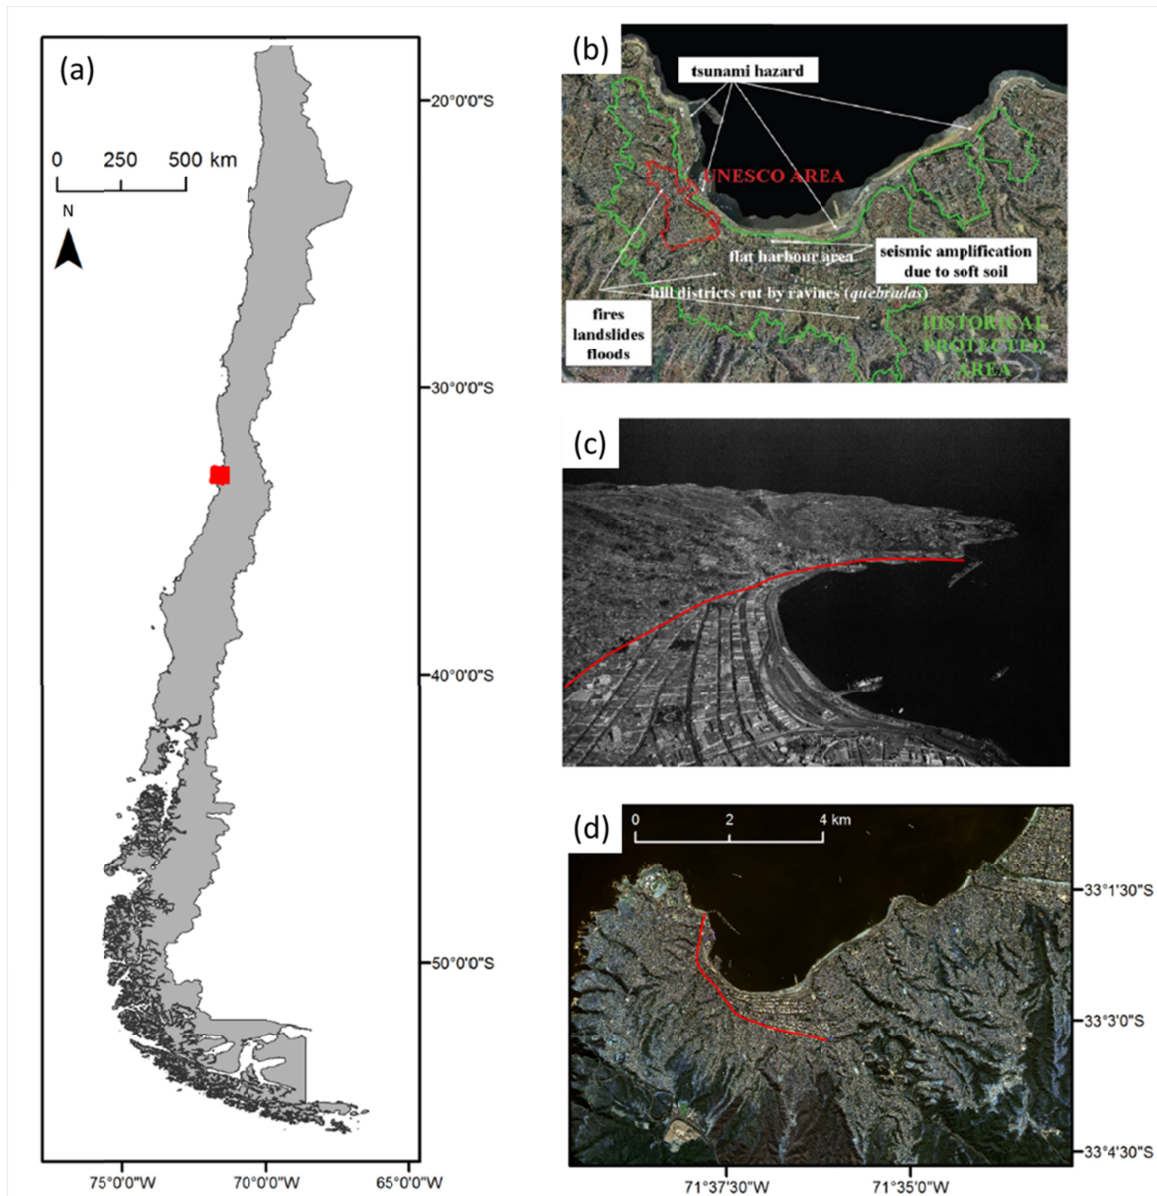 (a)
0 250 500 km
N
20°0'0"S
30°0'0"S
40°0'0"S
50°0'0"S
75°0'0"W 70°0'0"W 65°0'0"W
(b)
tsunami hazard
UNESCO AREA
flat harbour area
seismic amplification
due to soft soil
hill districts cut by ravines (quebradas)
fires
landslides
floods
HISTORICAL
PROTECTED
AREA
(c)
(d)
0 2 4 km
33°1'30"S
33°3'0"S
33°4'30"S
71°37'30"W 71°35'0"W